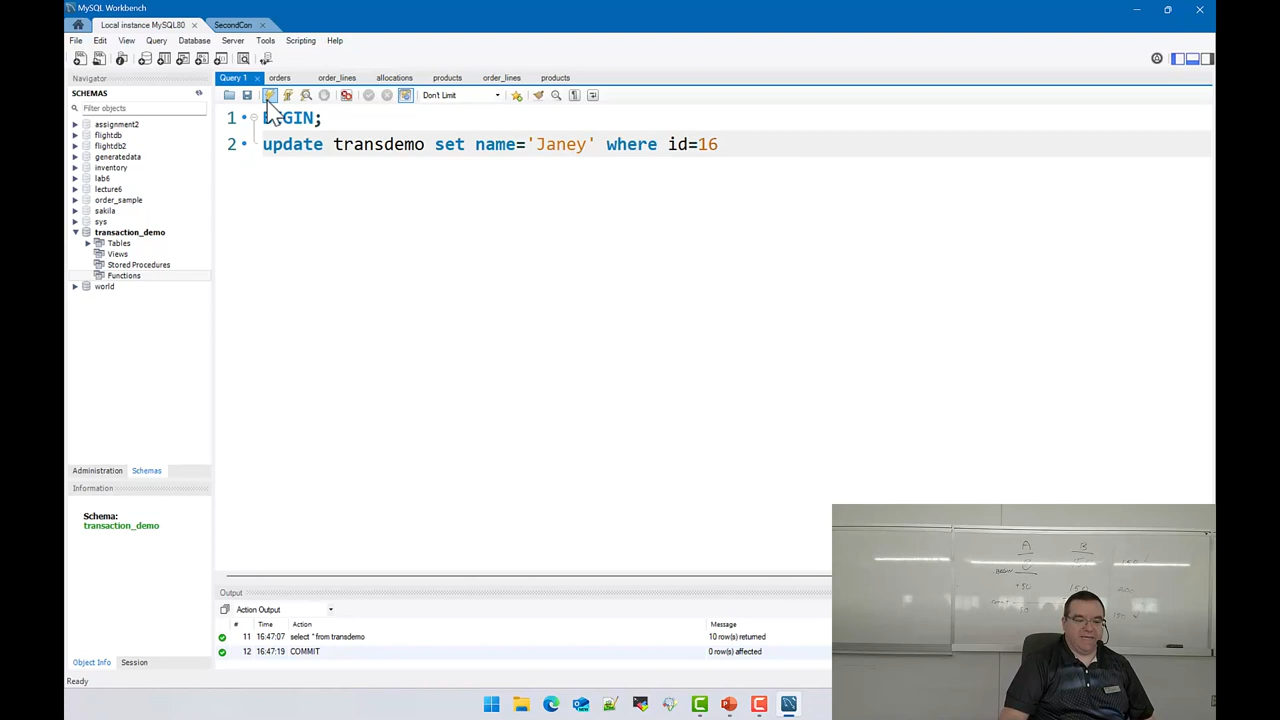 MySQL Workbench
Local instance MySQL80 × SecondCon ×
File Edit View Query Database Server Tools Scripting Help
Navigator
SCHEMAS
Filter objects
assignment2
flightdb
flightdb2
generatedata
inventory
lab6
lecture6
order_sample
sakila
sys
transaction_demo
Tables
Views
Stored Procedures
Functions
world
Administration Schemas
Information
Schema:
transaction_demo
Object Info Session
Ready
Query 1 × orders order_lines allocations products order_lines products
Don't Limit
1
2 update transdemo set name='Janey' where id=16
Output
Action Output
# Time Action Message
11 16:47:07 select * from transdemo 10 row(s) returned
12 16:47:19 COMMIT 0 row(s) affected
A B